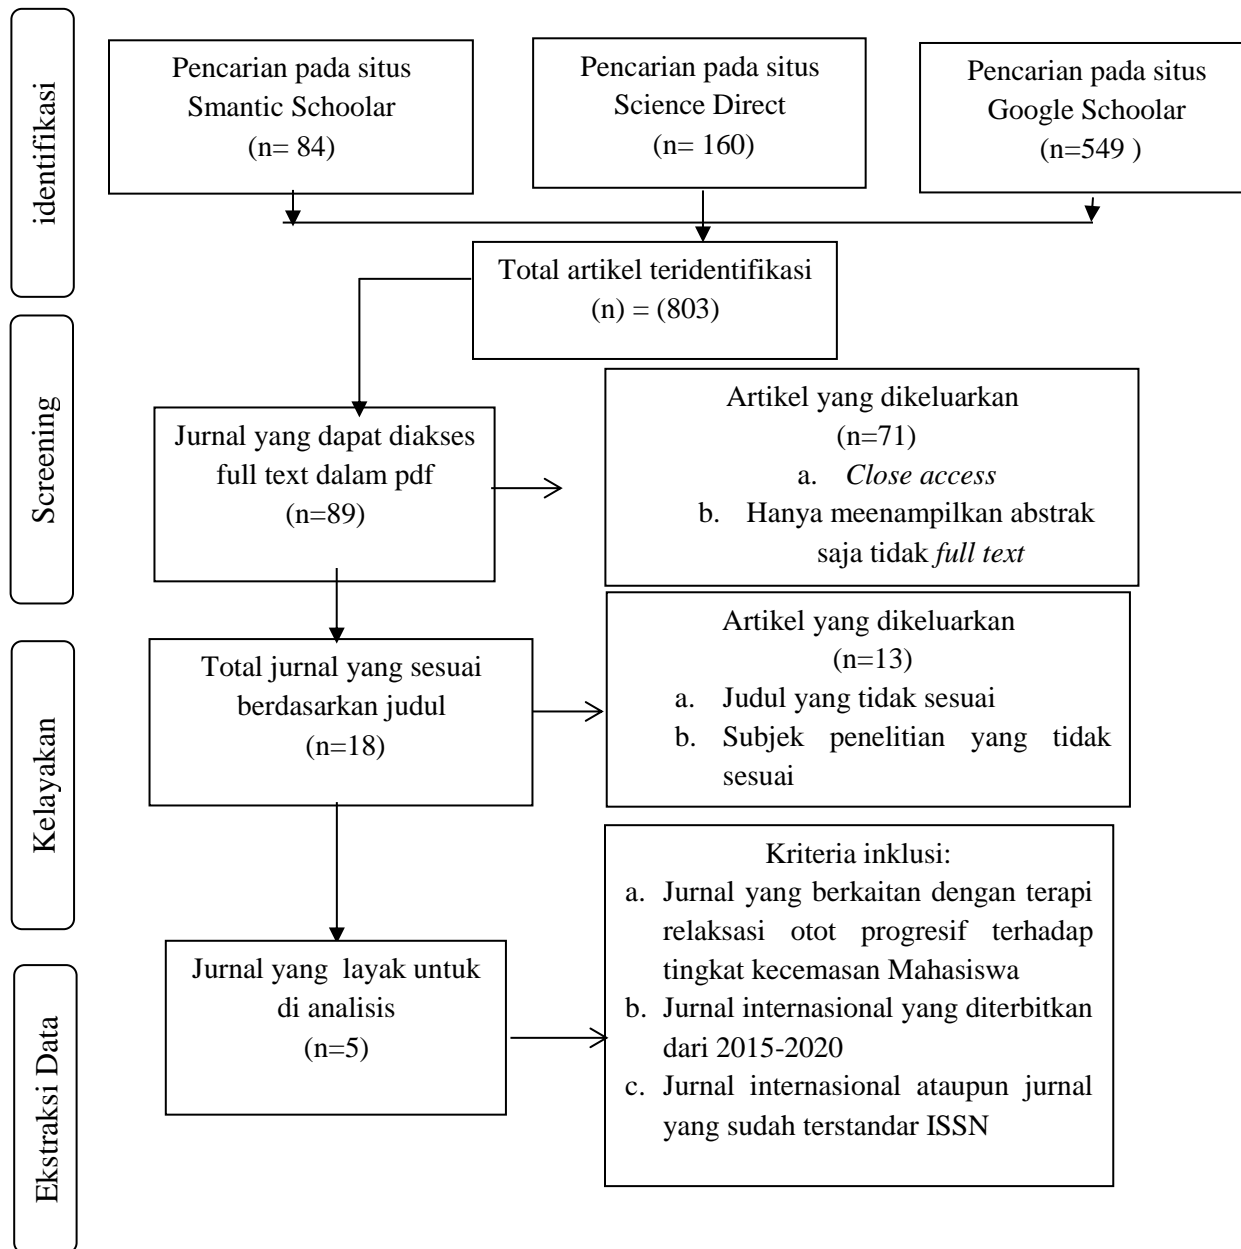 identifikasi
Pencarian pada situs
Smantic Schoolar
(n= 84)
Pencarian pada situs
Science Direct
(n= 160)
Pencarian pada situs
Google Schoolar
(n=549 )
Total artikel teridentifikasi
(n) = (803)
Screening
Jurnal yang dapat diakses
full text dalam pdf
(n=89)
Artikel yang dikeluarkan
(n=71)
a. Close access
b. Hanya meenampilkan abstrak
saja tidak full text
Kelayakan
Total jurnal yang sesuai
berdasarkan judul
(n=18)
Artikel yang dikeluarkan
(n=13)
a. Judul yang tidak sesuai
b. Subjek penelitian yang tidak
sesuai
Ekstraksi Data
Jurnal yang layak untuk
di analisis
(n=5)
Kriteria inklusi:
a. Jurnal yang berkaitan dengan terapi
relaksasi otot progresif terhadap
tingkat kecemasan Mahasiswa
b. Jurnal internasional yang diterbitkan
dari 2015-2020
c. Jurnal internasional ataupun jurnal
yang sudah terstandar ISSN